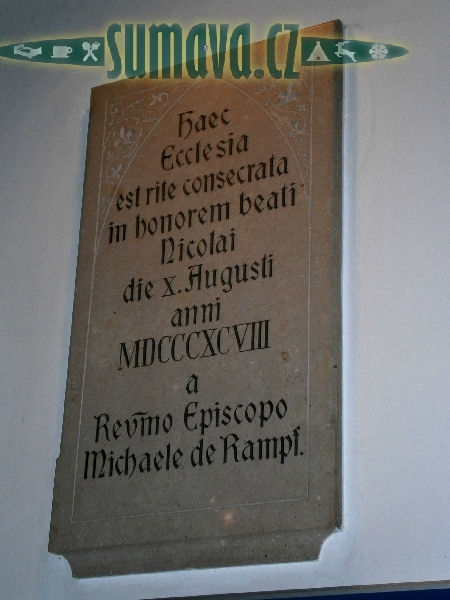 sumava.cz
Haec
Ecclesia
est rite consecrata
in honorem beati
Nicolai
die x. Augusti
anni
MDCCCXCVIII
a
Revm̃o Episcopo
Michaele de Rampf.